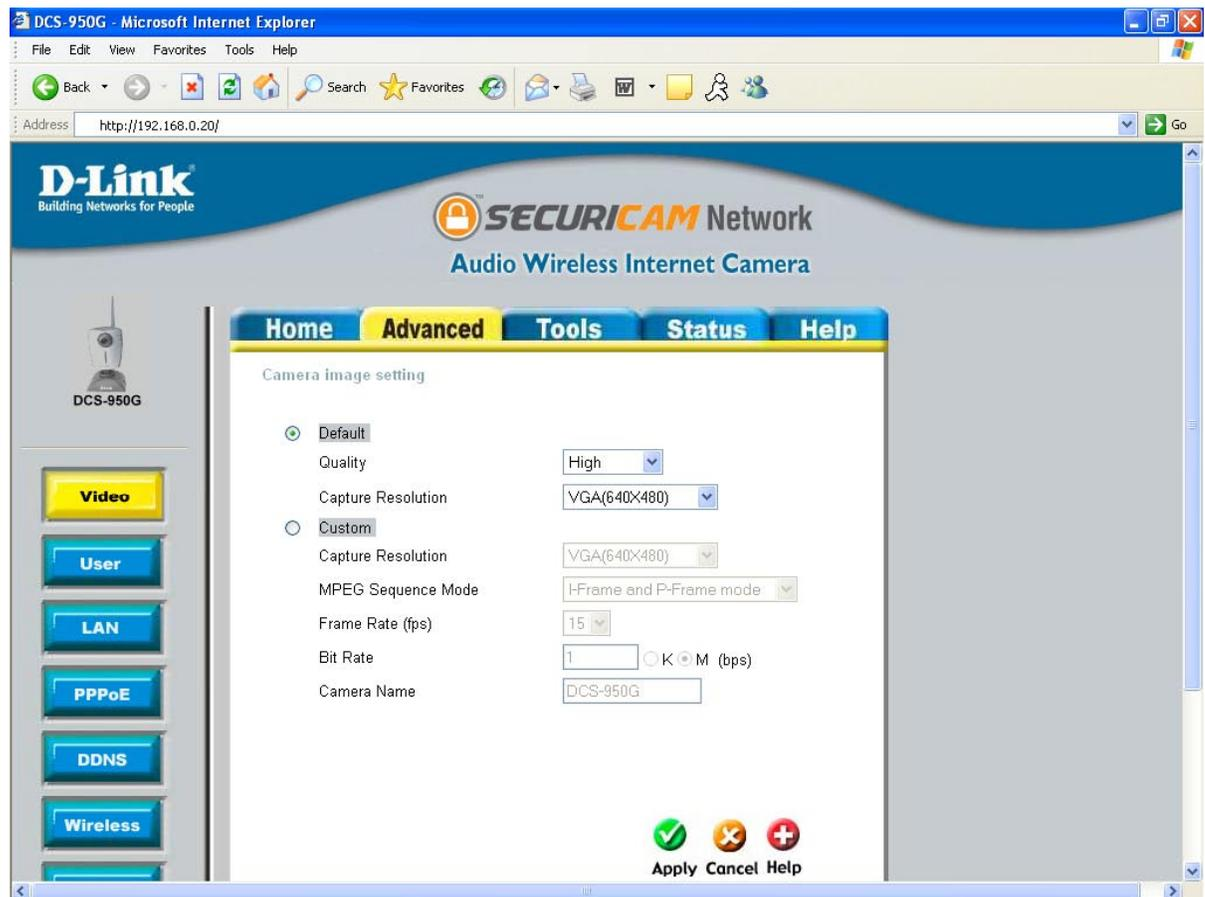 DCS-950G - Microsoft Internet Explorer
File Edit View Favorites Tools Help
Back Search Favorites
Address http://192.168.0.20/ Go
D-Link
Building Networks for People
SECURICAM Network
Audio Wireless Internet Camera
DCS-950G
Home Advanced Tools Status Help
Camera image setting
Default
Quality High
Capture Resolution VGA(640X480)
Custom
Capture Resolution VGA(640X480)
MPEG Sequence Mode I-Frame and P-Frame mode
Frame Rate (fps) 15
Bit Rate 1 K M (bps)
Camera Name DCS-950G
Video
User
LAN
PPPoE
DDNS
Wireless
Apply Cancel Help